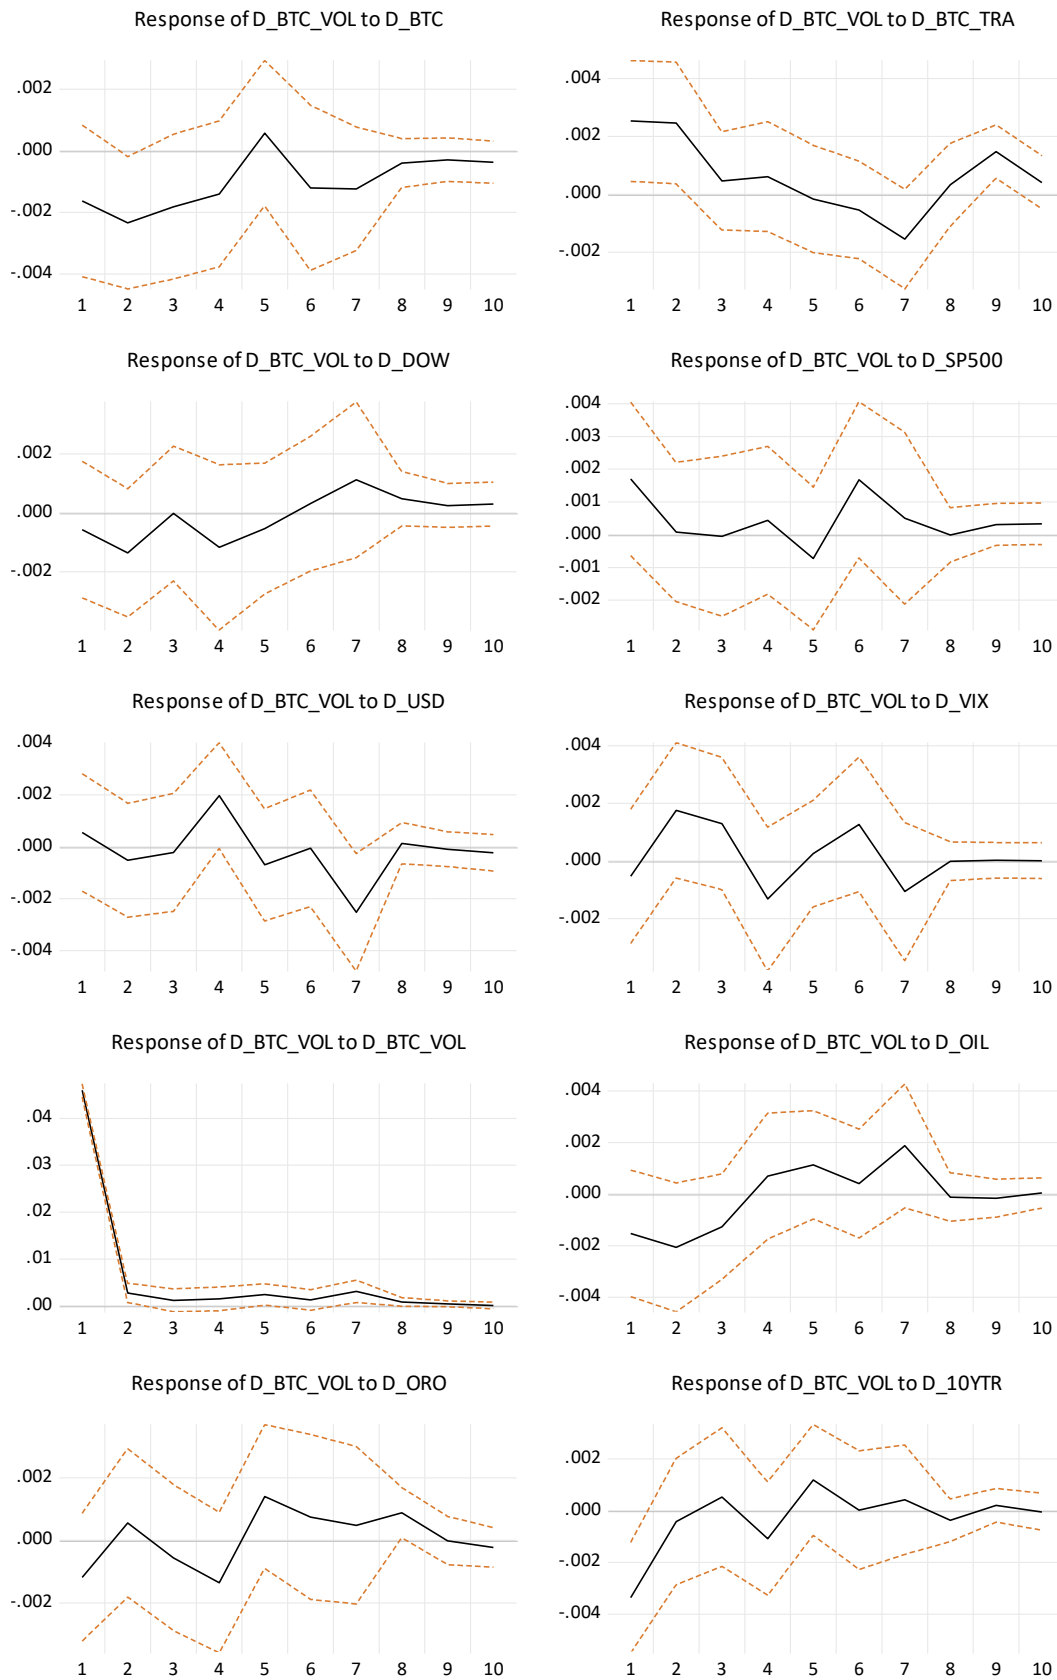 Response of D_BTC_VOL to D_BTC
.002
.000
-.002
-.004
1 2 3 4 5 6 7 8 9 10
Response of D_BTC_VOL to D_BTC_TRA
.004
.002
.000
-.002
1 2 3 4 5 6 7 8 9 10
Response of D_BTC_VOL to D_DOW
.002
.000
-.002
1 2 3 4 5 6 7 8 9 10
Response of D_BTC_VOL to D_SP500
.004
.003
.002
.001
.000
-.001
-.002
1 2 3 4 5 6 7 8 9 10
Response of D_BTC_VOL to D_USD
.004
.002
.000
-.002
-.004
1 2 3 4 5 6 7 8 9 10
Response of D_BTC_VOL to D_VIX
.004
.002
.000
-.002
1 2 3 4 5 6 7 8 9 10
Response of D_BTC_VOL to D_BTC_VOL
.04
.03
.02
.01
.00
1 2 3 4 5 6 7 8 9 10
Response of D_BTC_VOL to D_OIL
.004
.002
.000
-.002
-.004
1 2 3 4 5 6 7 8 9 10
Response of D_BTC_VOL to D_ORO
.002
.000
-.002
1 2 3 4 5 6 7 8 9 10
Response of D_BTC_VOL to D_10YTR
.002
.000
-.002
-.004
1 2 3 4 5 6 7 8 9 10